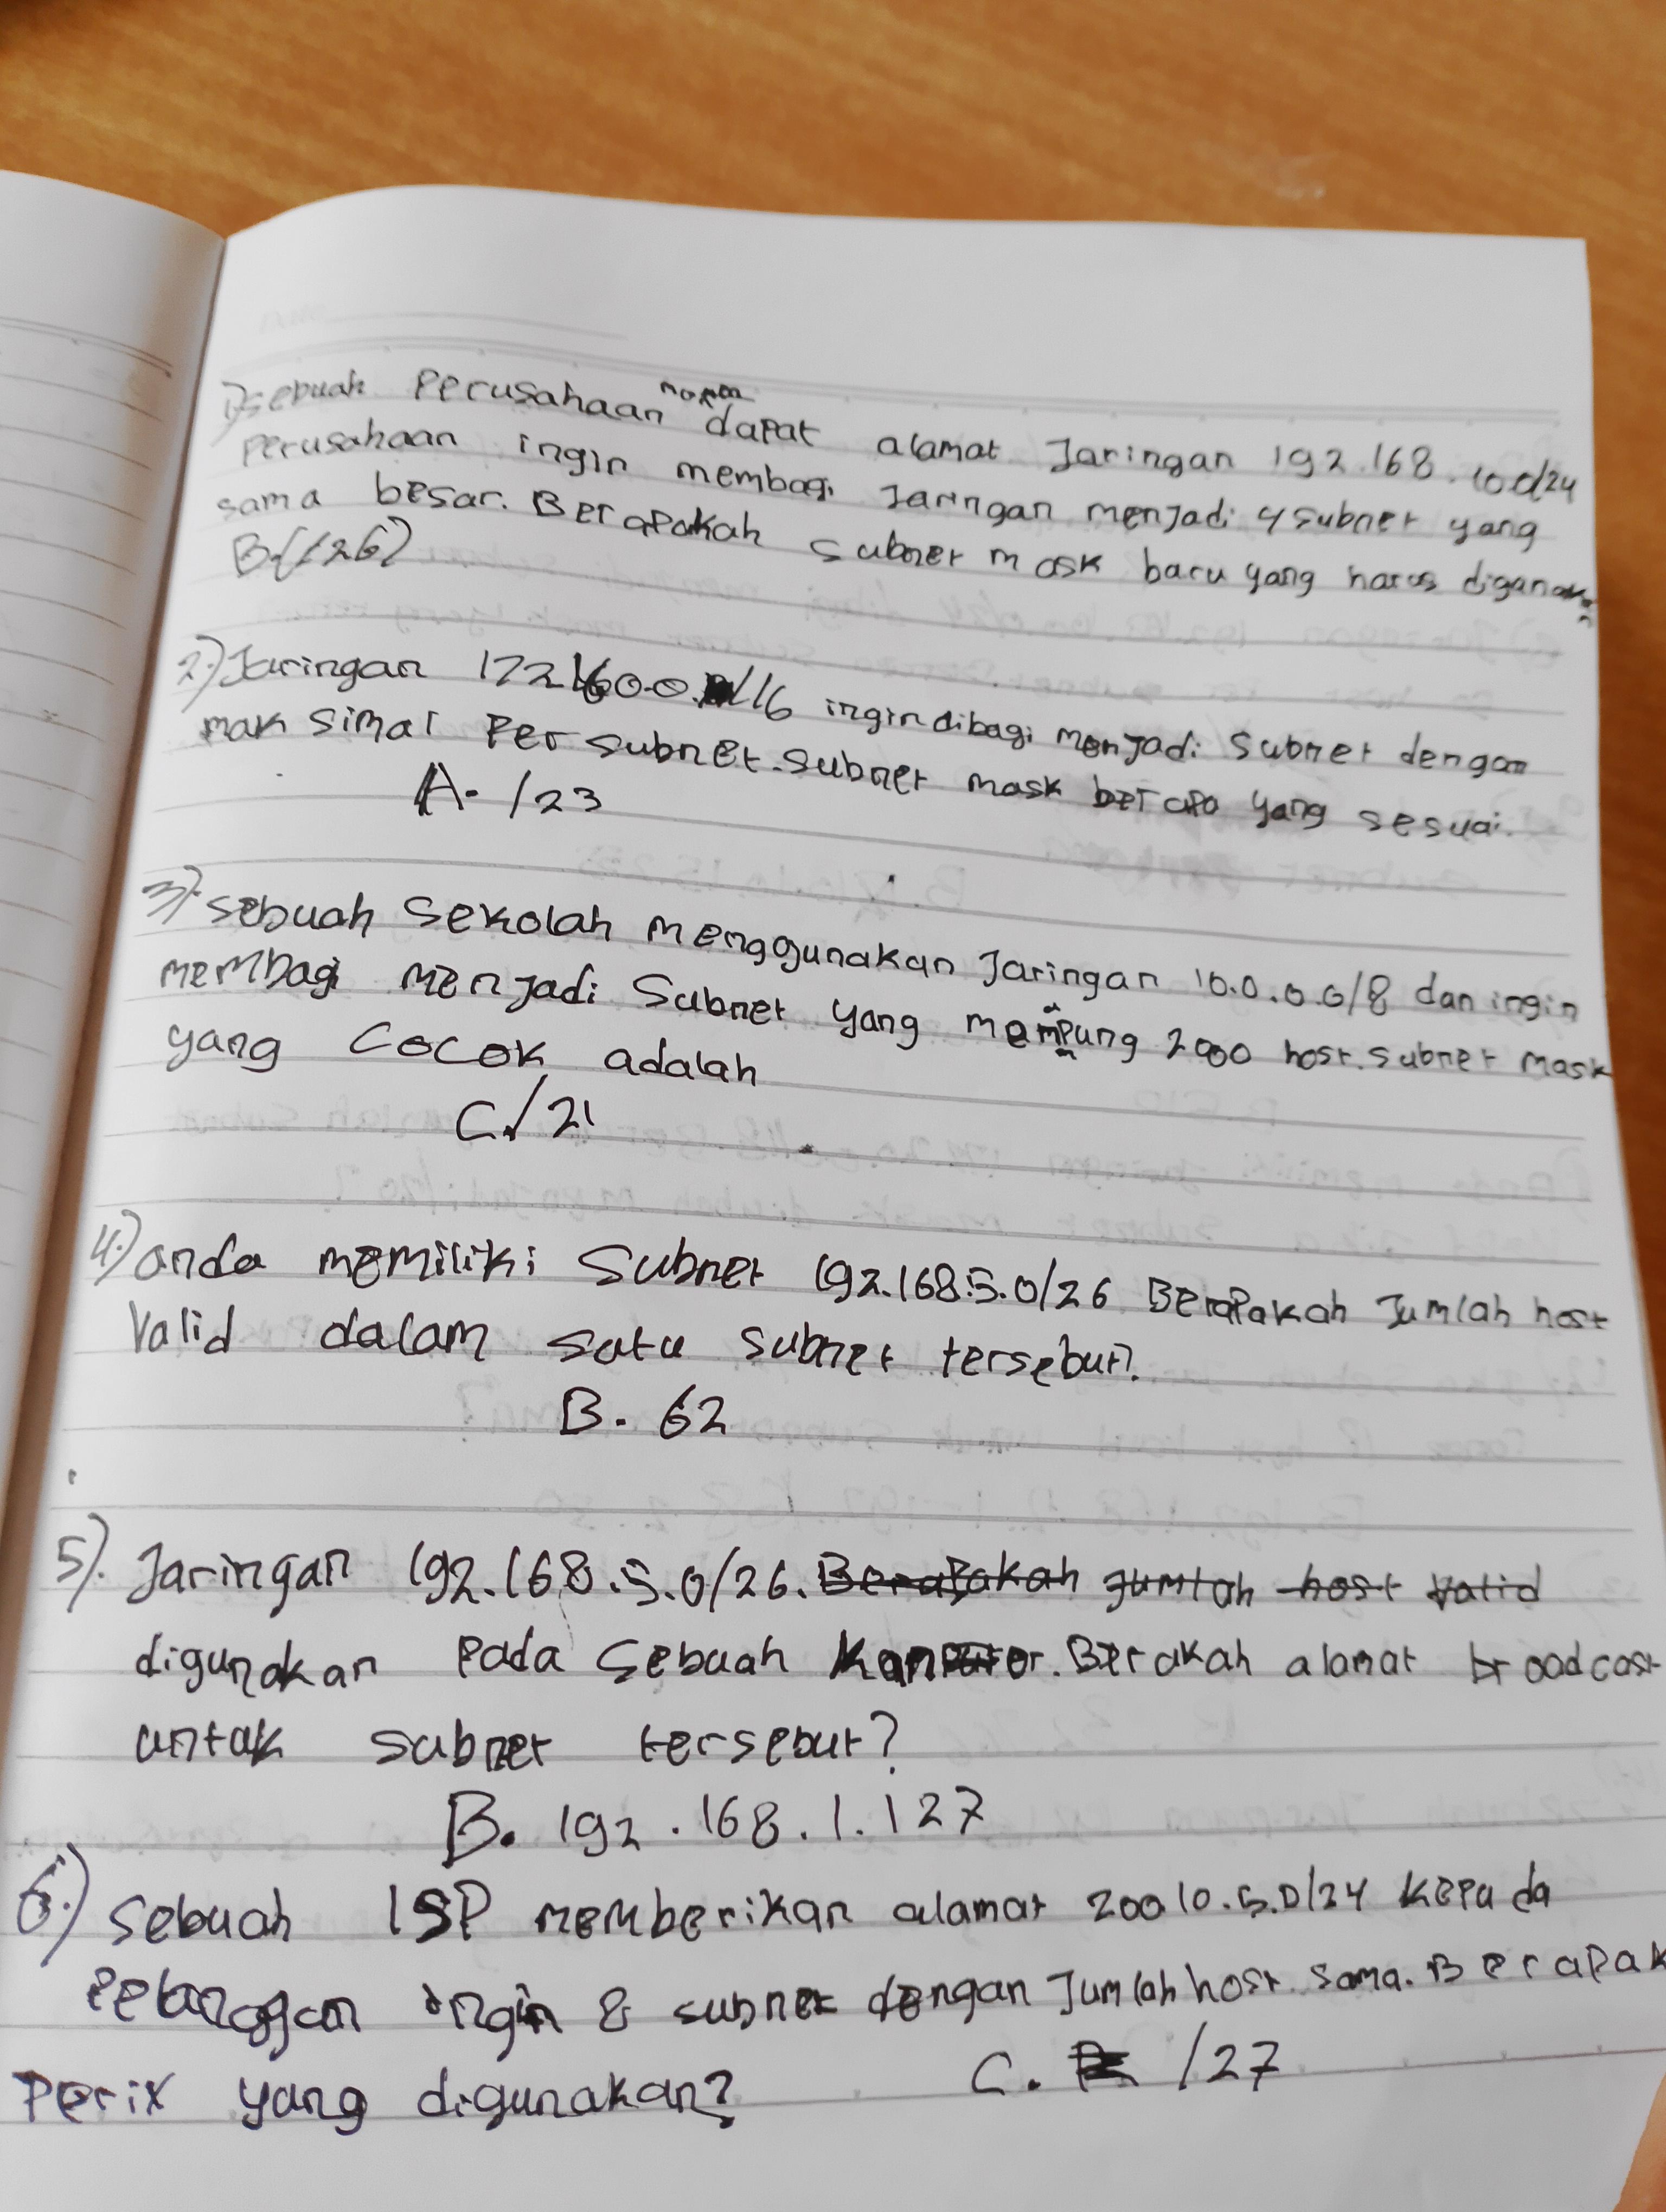 1) sebuah Perusahaan dapat alamat Jaringan 192.168.10.0/24
Perusahaan ingin membagi Jaringan menjadi 4 subnet yang
sama besar. Berapakah subnet mask baru yang harus
B. (/26)
2.) Jaringan 172.16.0.0/16 ingin dibagi menjadi Subnet dengan
maksimal Per subnet. subnet mask berapa yang sesuai.
A. /23
3) sebuah Sekolah menggunakan Jaringan 10.0.0.0/8 dan ingin
membagi menjadi Subnet yang mempung 2000 host. subnet mask
yang Cocok adalah
C. /21
4.) anda memiliki Subnet 192.168.5.0/26 Berapakah Jumlah host
Valid dalam satu subnet tersebut?
B. 62
5). Jaringan 192.168.5.0/26. Berapakah jumlah host valid
digunakan Pada Sebuah Kantor. Berakah alamat broadcast
untuk subnet tersebut?
B. 192.168.1.127
6.) Sebuah ISP memberikan alamat 200 10.5.0/24 Kepada
Pelanggan ingin 8 subnet dengan Jumlah host sama. Berapak
Perix yang digunakan?
C. /27